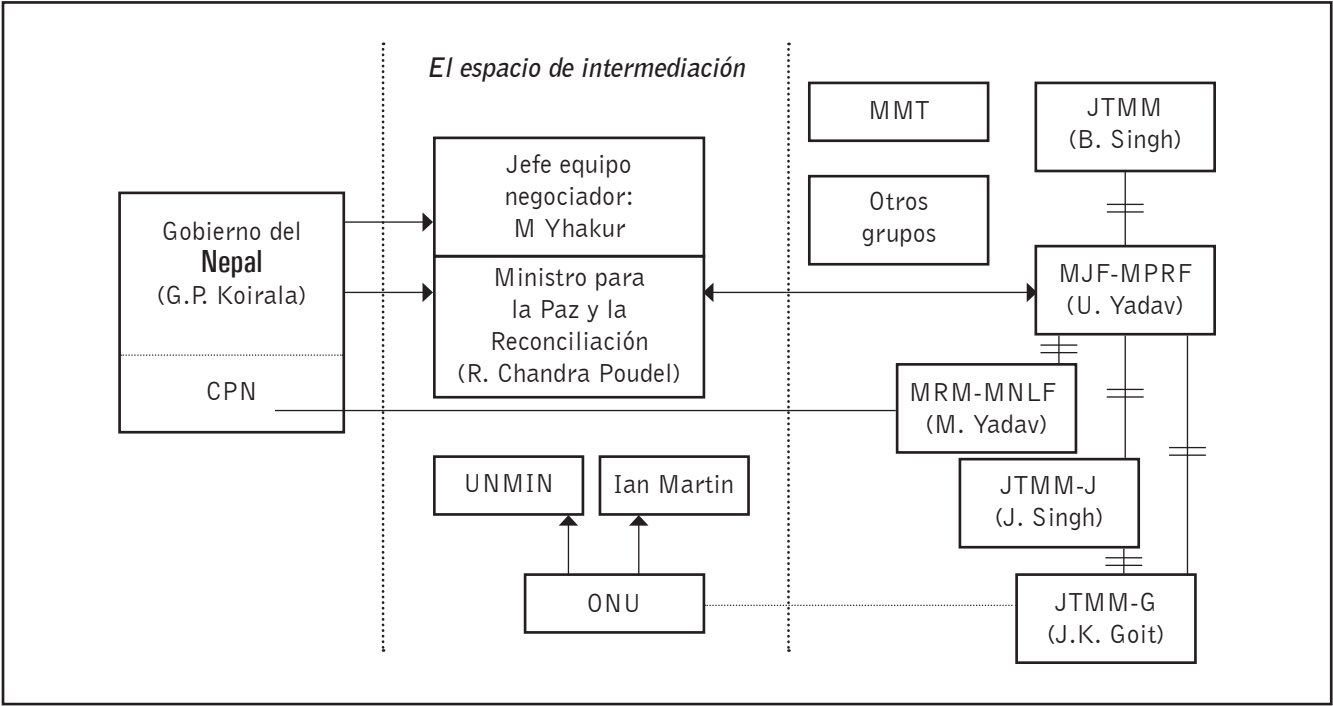 El espacio de intermediación
Gobierno del
Nepal
(G.P. Koirala)
CPN
Jefe equipo
negociador:
M Yhakur
Ministro para
la Paz y la
Reconciliación
(R. Chandra Poudel)
UNMIN
Ian Martin
ONU
MMT
Otros
grupos
JTMM
(B. Singh)
MJF-MPRF
(U. Yadav)
MRM-MNLF
(M. Yadav)
JTMM-J
(J. Singh)
JTMM-G
(J.K. Goit)